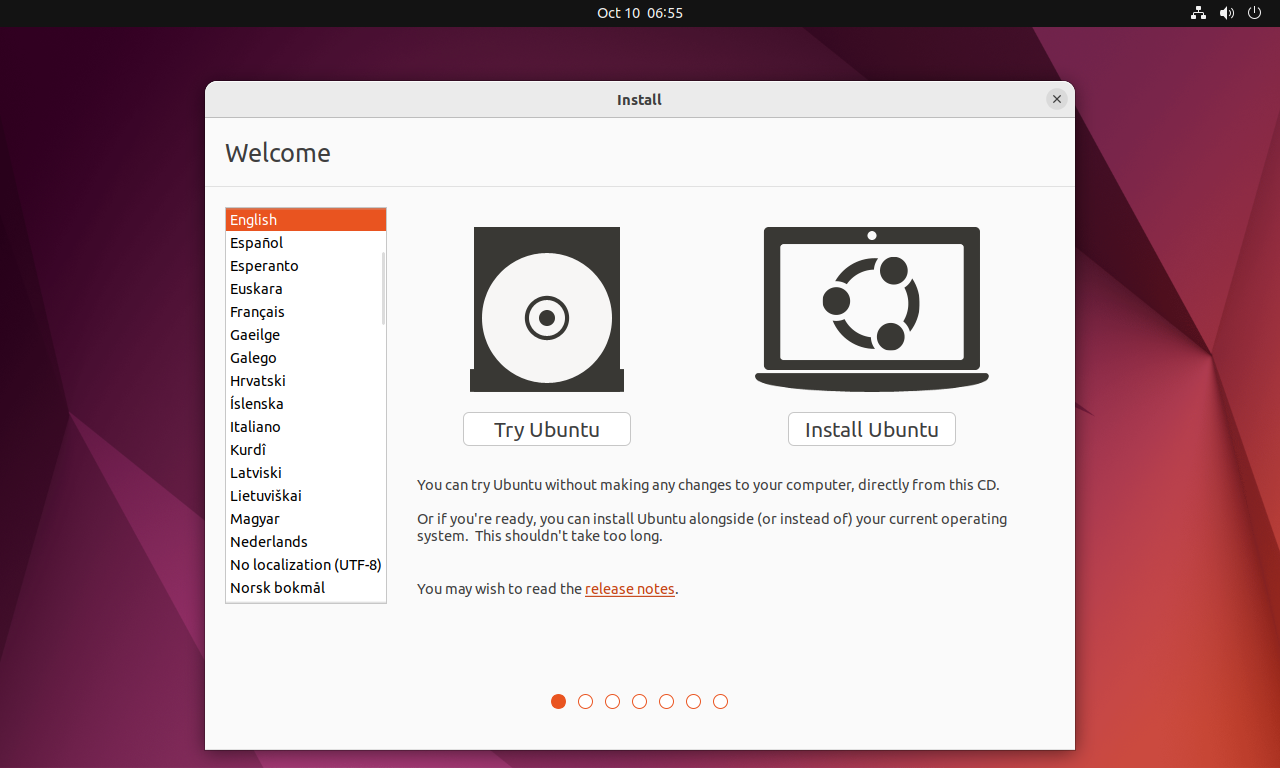 Oct 10  06:55
Install
Welcome
English
Español
Esperanto
Euskara
Français
Gaeilge
Galego
Hrvatski
Íslenska
Italiano
Kurdî
Latviski
Lietuviškai
Magyar
Nederlands
No localization (UTF-8)
Norsk bokmål
Try Ubuntu
Install Ubuntu
You can try Ubuntu without making any changes to your computer, directly from this CD.
Or if you're ready, you can install Ubuntu alongside (or instead of) your current operating
system.  This shouldn't take too long.
You may wish to read the release notes.